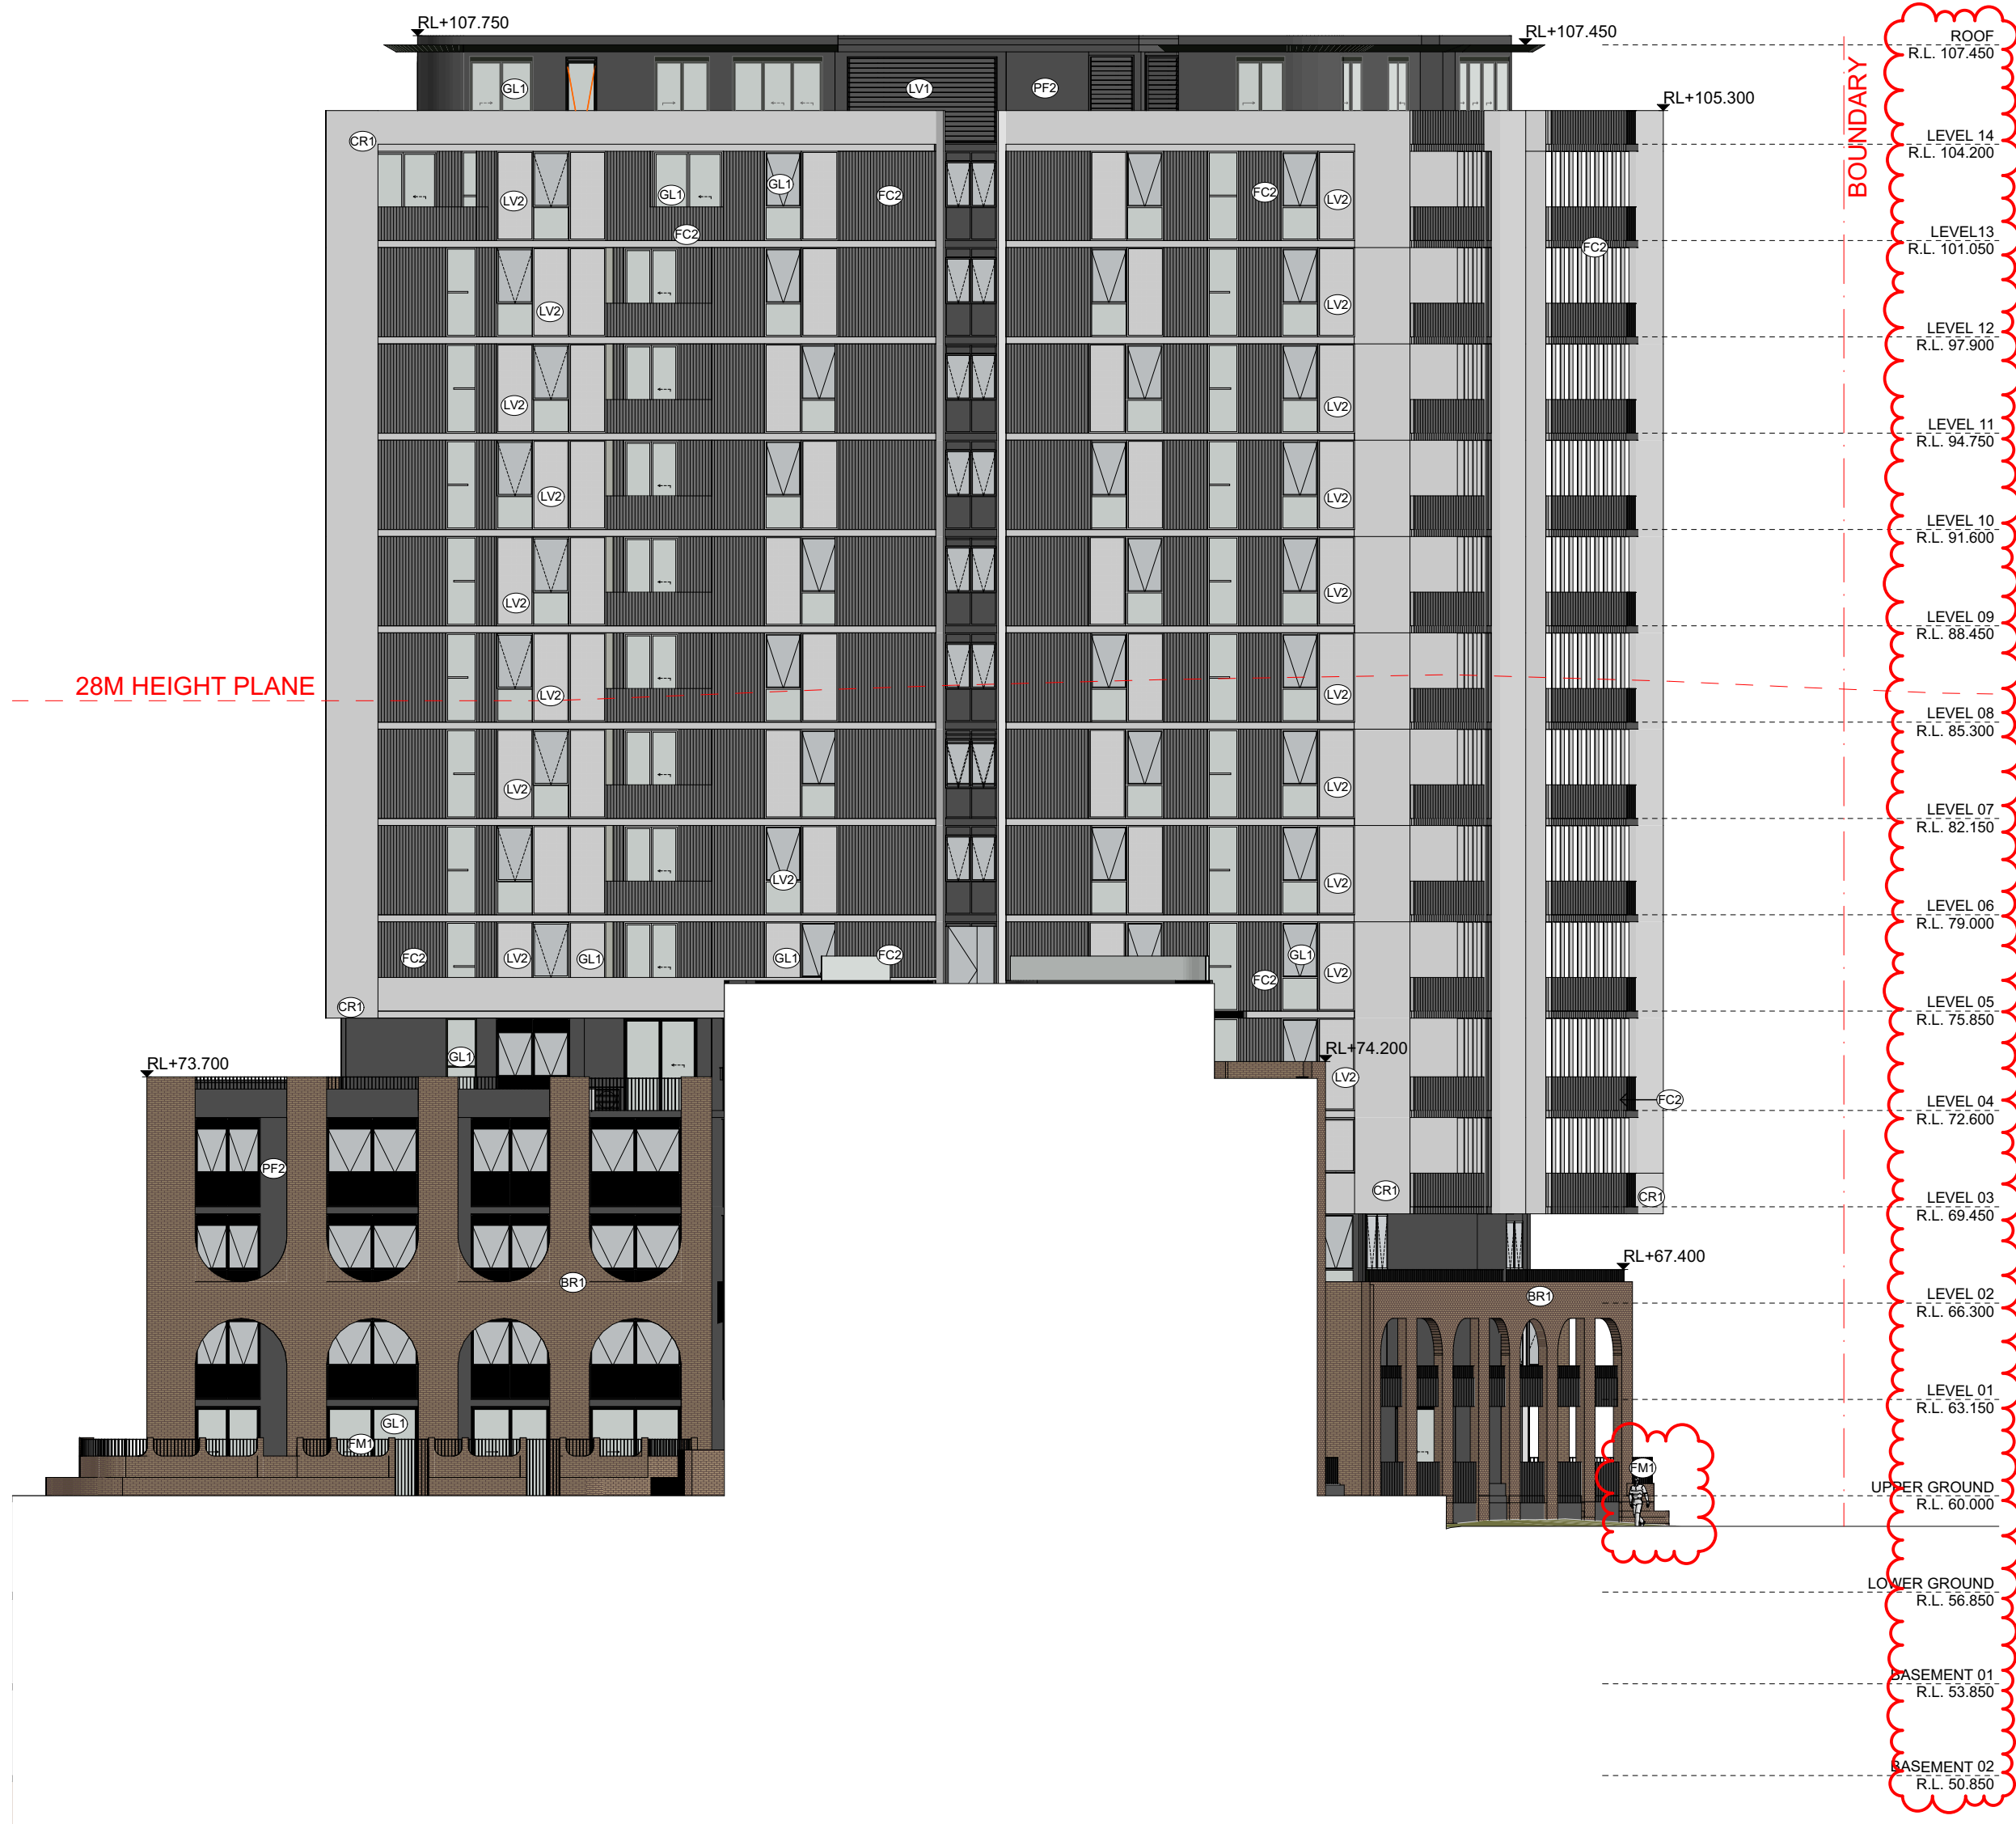 RL+107.750
RL+107.450
ROOF
R.L. 107.450
GL1
LV1
PF2
BOUNDARY
RL+105.300
CR1
LEVEL 14
R.L. 104.200
LV2
GL1
GL1
FC2
FC2
LV2
FC2
LEVEL13
R.L. 101.050
FC2
LV2
LV2
LEVEL 12
R.L. 97.900
LV2
LV2
LEVEL 11
R.L. 94.750
LV2
LV2
LEVEL 10
R.L. 91.600
LV2
LV2
LEVEL 09
R.L. 88.450
28M HEIGHT PLANE
LV2
LV2
LEVEL 08
R.L. 85.300
LV2
LV2
LEVEL 07
R.L. 82.150
LV2
LV2
LEVEL 06
R.L. 79.000
FC2
LV2
GL1
GL1
FC2
GL1
FC2
LV2
CR1
LEVEL 05
R.L. 75.850
GL1
RL+73.700
RL+74.200
LV2
FC2
LEVEL 04
R.L. 72.600
PF2
CR1
CR1
LEVEL 03
R.L. 69.450
RL+67.400
BR1
BR1
LEVEL 02
R.L. 66.300
LEVEL 01
R.L. 63.150
GL1
FM1
FM1
UPPER GROUND
R.L. 60.000
LOWER GROUND
R.L. 56.850
BASEMENT 01
R.L. 53.850
BASEMENT 02
R.L. 50.850